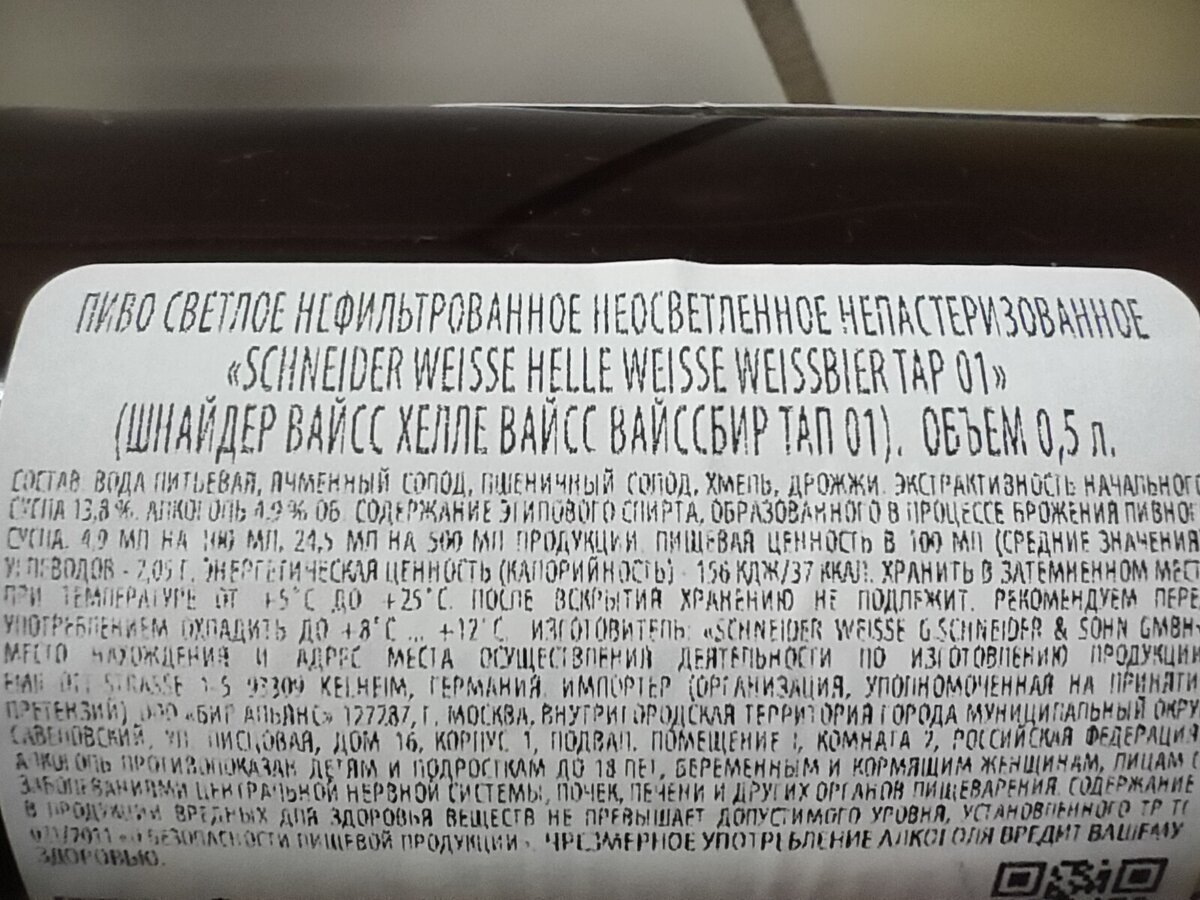 ПИВО СВЕТЛОЕ НЕФИЛЬТРОВАННОЕ НЕОСВЕТЛЕННОЕ НЕПАСТЕРИЗОВАННОЕ
«SCHNEIDER WEISSE HELLE WEISSE WEISSBIER TAP 01»
(ШНАЙДЕР ВАЙСС ХЕЛЛЕ ВАЙСС ВАЙССБИР ТАП 01). ОБЪЕМ 0,5 л.
СОСТАВ: ВОДА ПИТЬЕВАЯ, ЯЧМЕННЫЙ СОЛОД, ПШЕНИЧНЫЙ СОЛОД, ХМЕЛЬ, ДРОЖЖИ. ЭКСТРАКТИВНОСТЬ НАЧАЛЬНОГО
СУСЛА 13,8 %. АЛКОГОЛЬ 4,9 % ОБ. СОДЕРЖАНИЕ ЭТИЛОВОГО СПИРТА, ОБРАЗОВАННОГО В ПРОЦЕССЕ БРОЖЕНИЯ ПИВНОГ
СУСЛА: 4,9 МЛ НА 100 МЛ, 24,5 МЛ НА 500 МЛ ПРОДУКЦИИ. ПИЩЕВАЯ ЦЕННОСТЬ В 100 МЛ (СРЕДНИЕ ЗНАЧЕНИЯ
УГЛЕВОДОВ - 2,05 Г. ЭНЕРГЕТИЧЕСКАЯ ЦЕННОСТЬ (КАЛОРИЙНОСТЬ) - 156 КДЖ/37 ККАЛ. ХРАНИТЬ В ЗАТЕМНЕННОМ МЕСТ
ПРИ ТЕМПЕРАТУРЕ ОТ +5°С ДО +25°С. ПОСЛЕ ВСКРЫТИЯ ХРАНЕНИЮ НЕ ПОДЛЕЖИТ. РЕКОМЕНДУЕМ ПЕРЕ
УПОТРЕБЛЕНИЕМ ОХЛАДИТЬ ДО +8°С ... +12°С. ИЗГОТОВИТЕЛЬ: «SCHNEIDER WEISSE G.SCHNEIDER & SOHN GMBH»
МЕСТО НАХОЖДЕНИЯ И АДРЕС МЕСТА ОСУЩЕСТВЛЕНИЯ ДЕЯТЕЛЬНОСТИ ПО ИЗГОТОВЛЕНИЮ ПРОДУКЦИИ
EMIL OTT STRASSE 1-5 93309 KELHEIM, ГЕРМАНИЯ. ИМПОРТЕР (ОРГАНИЗАЦИЯ, УПОЛНОМОЧЕННАЯ НА ПРИНЯТИ
ПРЕТЕНЗИЙ) ООО «БИР АЛЬЯНС» 127287, Г. МОСКВА, ВНУТРИГОРОДСКАЯ ТЕРРИТОРИЯ ГОРОДА МУНИЦИПАЛЬНЫЙ ОКРУ
САВЕЛОВСКИЙ, УЛ. ПИСЦОВАЯ, ДОМ 16, КОРПУС 1, ПОДВАЛ. ПОМЕЩЕНИЕ I, КОМНАТА 2, РОССИЙСКАЯ ФЕДЕРАЦИЯ
АЛКОГОЛЬ ПРОТИВОПОКАЗАН ДЕТЯМ И ПОДРОСТКАМ ДО 18 ЛЕТ, БЕРЕМЕННЫМ И КОРМЯЩИМ ЖЕНЩИНАМ, ЛИЦАМ С
ЗАБОЛЕВАНИЯМИ ЦЕНТРАЛЬНОЙ НЕРВНОЙ СИСТЕМЫ, ПОЧЕК, ПЕЧЕНИ И ДРУГИХ ОРГАНОВ ПИЩЕВАРЕНИЯ. СОДЕРЖАНИЕ
В ПРОДУКЦИИ ВРЕДНЫХ ДЛЯ ЗДОРОВЬЯ ВЕЩЕСТВ НЕ ПРЕВЫШАЕТ ДОПУСТИМОГО УРОВНЯ, УСТАНОВЛЕННОГО ТР ТС
021/2011 «О БЕЗОПАСНОСТИ ПИЩЕВОЙ ПРОДУКЦИИ». ЧРЕЗМЕРНОЕ УПОТРЕБЛЕНИЕ АЛКОГОЛЯ ВРЕДИТ ВАШЕМУ
ЗДОРОВЬЮ.